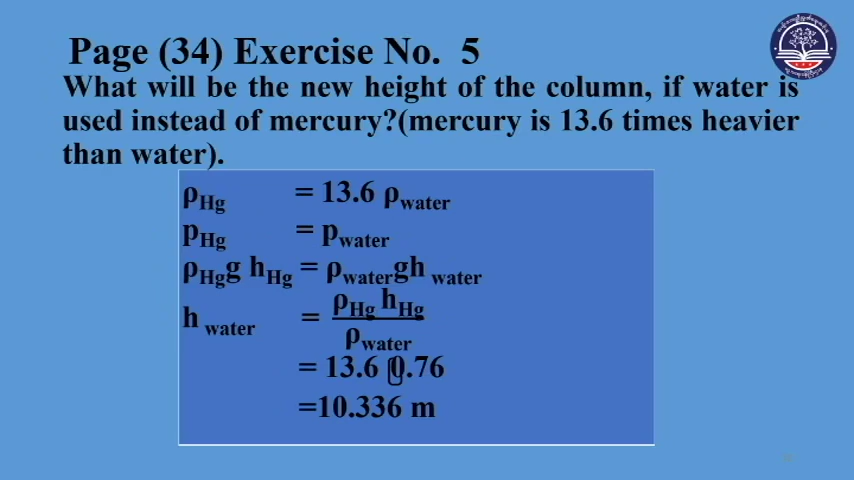 Page (34) Exercise No. 5
What will be the new height of the column, if water is
used instead of mercury?(mercury is 13.6 times heavier
than water).
ρHg = 13.6 ρwater
pHg = pwater
ρHgg hHg = ρwatergh water
h water = ρHg hHg
ρwater
= 13.6 0.76
=10.336 m